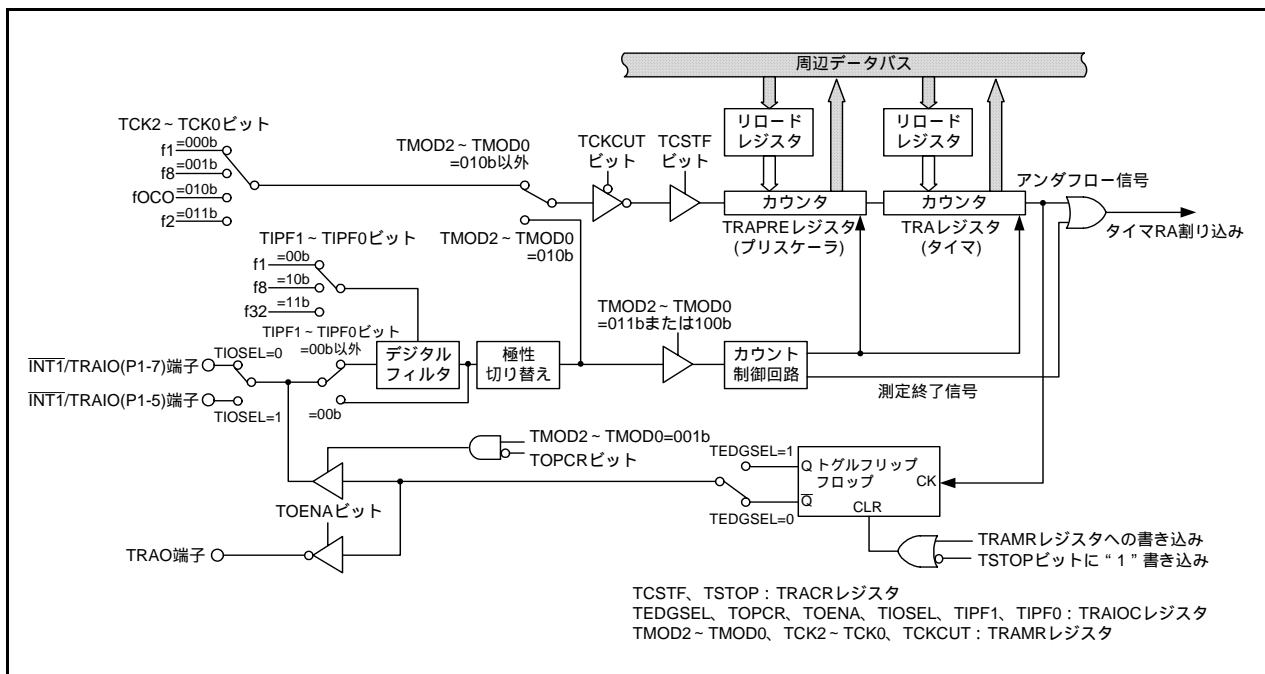 周辺データバス
リロード
レジスタ
リロード
レジスタ
TCK2~TCK0ビット
f1 =000b
f8 =001b
fOCO =010b
f2 =011b
TMOD2~TMOD0
=010b以外
TCKCUT
ビット
TCSTF
ビット
カウンタ
カウンタ
アンダフロー信号
TRAPREレジスタ
(プリスケーラ)
TRAレジスタ
(タイマ)
タイマRA割り込み
TMOD2~TMOD0
=010b
TIPF1~TIPF0ビット
f1 =00b
f8 =10b
f32 =11b
TMOD2~TMOD0
=011bまたは100b
TIPF1~TIPF0ビット
=00b以外
デジタル
フィルタ
極性
切り替え
カウント
制御回路
測定終了信号
TIOSEL=0
INT1/TRAIO(P1-7)端子
INT1/TRAIO(P1-5)端子
TIOSEL=1
=00b
TMOD2~TMOD0=001b
TOPCRビット
TEDGSEL=1
Q トグルフリップ
フロップ
CK
Q
CLR
TEDGSEL=0
TOENAビット
TRAO端子
TRAMRレジスタへの書き込み
TSTOPビットに“1”書き込み
TCSTF、TSTOP:TRACRレジスタ
TEDGSEL、TOPCR、TOENA、TIOSEL、TIPF1、TIPF0:TRAIOCレジスタ
TMOD2~TMOD0、TCK2~TCK0、TCKCUT:TRAMRレジスタ